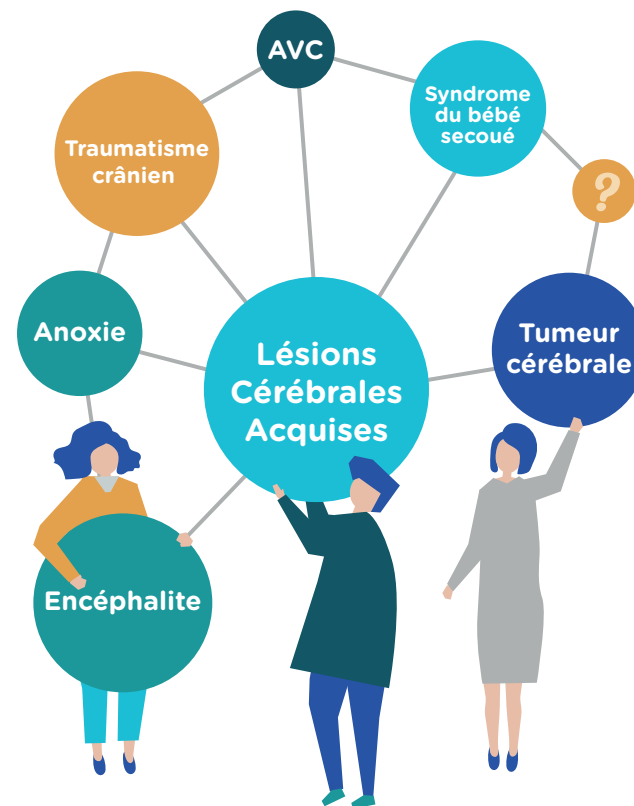 AVC
Syndrome
du bébé
secoué
Traumatisme
crânien
?
Anoxie
Tumeur
cérébrale
Lésions
Cérébrales
Acquises
Encéphalite